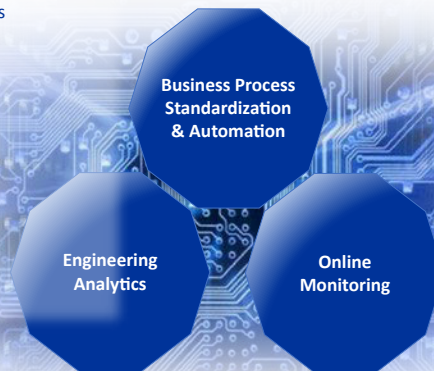 s
Business Process
Standardization
& Automation
Engineering
Analytics
Online
Monitoring